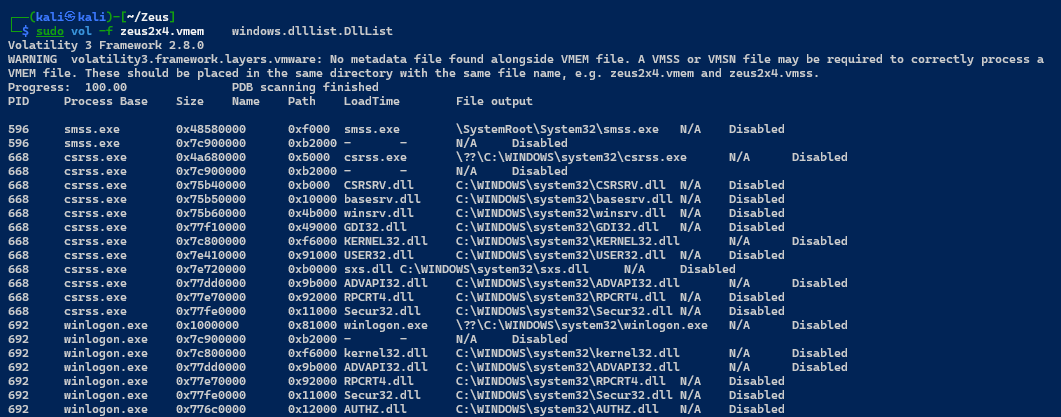 ┌──(kali㉿kali)-[~/Zeus]
└─$ sudo vol -f zeus2x4.vmem    windows.dlllist.DllList
Volatility 3 Framework 2.8.0
WARNING  volatility3.framework.layers.vmware: No metadata file found alongside VMEM file. A VMSS or VMSN file may be required to correctly process a
VMEM file. These should be placed in the same directory with the same file name, e.g. zeus2x4.vmem and zeus2x4.vmss.
Progress:  100.00               PDB scanning finished
PID     Process Base    Size    Name    Path    LoadTime        File output

596     smss.exe        0x48580000      0xf000  smss.exe        \SystemRoot\System32\smss.exe   N/A     Disabled
596     smss.exe        0x7c900000      0xb2000 -       -       N/A     Disabled
668     csrss.exe       0x4a680000      0x5000  csrss.exe       \??\C:\WINDOWS\system32\csrss.exe       N/A     Disabled
668     csrss.exe       0x7c900000      0xb2000 -       -       N/A     Disabled
668     csrss.exe       0x75b40000      0xb000  CSRSRV.dll      C:\WINDOWS\system32\CSRSRV.dll  N/A     Disabled
668     csrss.exe       0x75b50000      0x10000 basesrv.dll     C:\WINDOWS\system32\basesrv.dll N/A     Disabled
668     csrss.exe       0x75b60000      0x4b000 winsrv.dll      C:\WINDOWS\system32\winsrv.dll  N/A     Disabled
668     csrss.exe       0x77f10000      0x49000 GDI32.dll       C:\WINDOWS\system32\GDI32.dll   N/A     Disabled
668     csrss.exe       0x7c800000      0xf6000 KERNEL32.dll    C:\WINDOWS\system32\KERNEL32.dll        N/A     Disabled
668     csrss.exe       0x7e410000      0x91000 USER32.dll      C:\WINDOWS\system32\USER32.dll  N/A     Disabled
668     csrss.exe       0x7e720000      0xb0000 sxs.dll C:\WINDOWS\system32\sxs.dll     N/A     Disabled
668     csrss.exe       0x77dd0000      0x9b000 ADVAPI32.dll    C:\WINDOWS\system32\ADVAPI32.dll        N/A     Disabled
668     csrss.exe       0x77e70000      0x92000 RPCRT4.dll      C:\WINDOWS\system32\RPCRT4.dll  N/A     Disabled
668     csrss.exe       0x77fe0000      0x11000 Secur32.dll     C:\WINDOWS\system32\Secur32.dll N/A     Disabled
692     winlogon.exe    0x1000000       0x81000 winlogon.exe    \??\C:\WINDOWS\system32\winlogon.exe    N/A     Disabled
692     winlogon.exe    0x7c900000      0xb2000 -       -       N/A     Disabled
692     winlogon.exe    0x7c800000      0xf6000 kernel32.dll    C:\WINDOWS\system32\kernel32.dll        N/A     Disabled
692     winlogon.exe    0x77dd0000      0x9b000 ADVAPI32.dll    C:\WINDOWS\system32\ADVAPI32.dll        N/A     Disabled
692     winlogon.exe    0x77e70000      0x92000 RPCRT4.dll      C:\WINDOWS\system32\RPCRT4.dll  N/A     Disabled
692     winlogon.exe    0x77fe0000      0x11000 Secur32.dll     C:\WINDOWS\system32\Secur32.dll N/A     Disabled
692     winlogon.exe    0x776c0000      0x12000 AUTHZ.dll       C:\WINDOWS\system32\AUTHZ.dll   N/A     Disabled